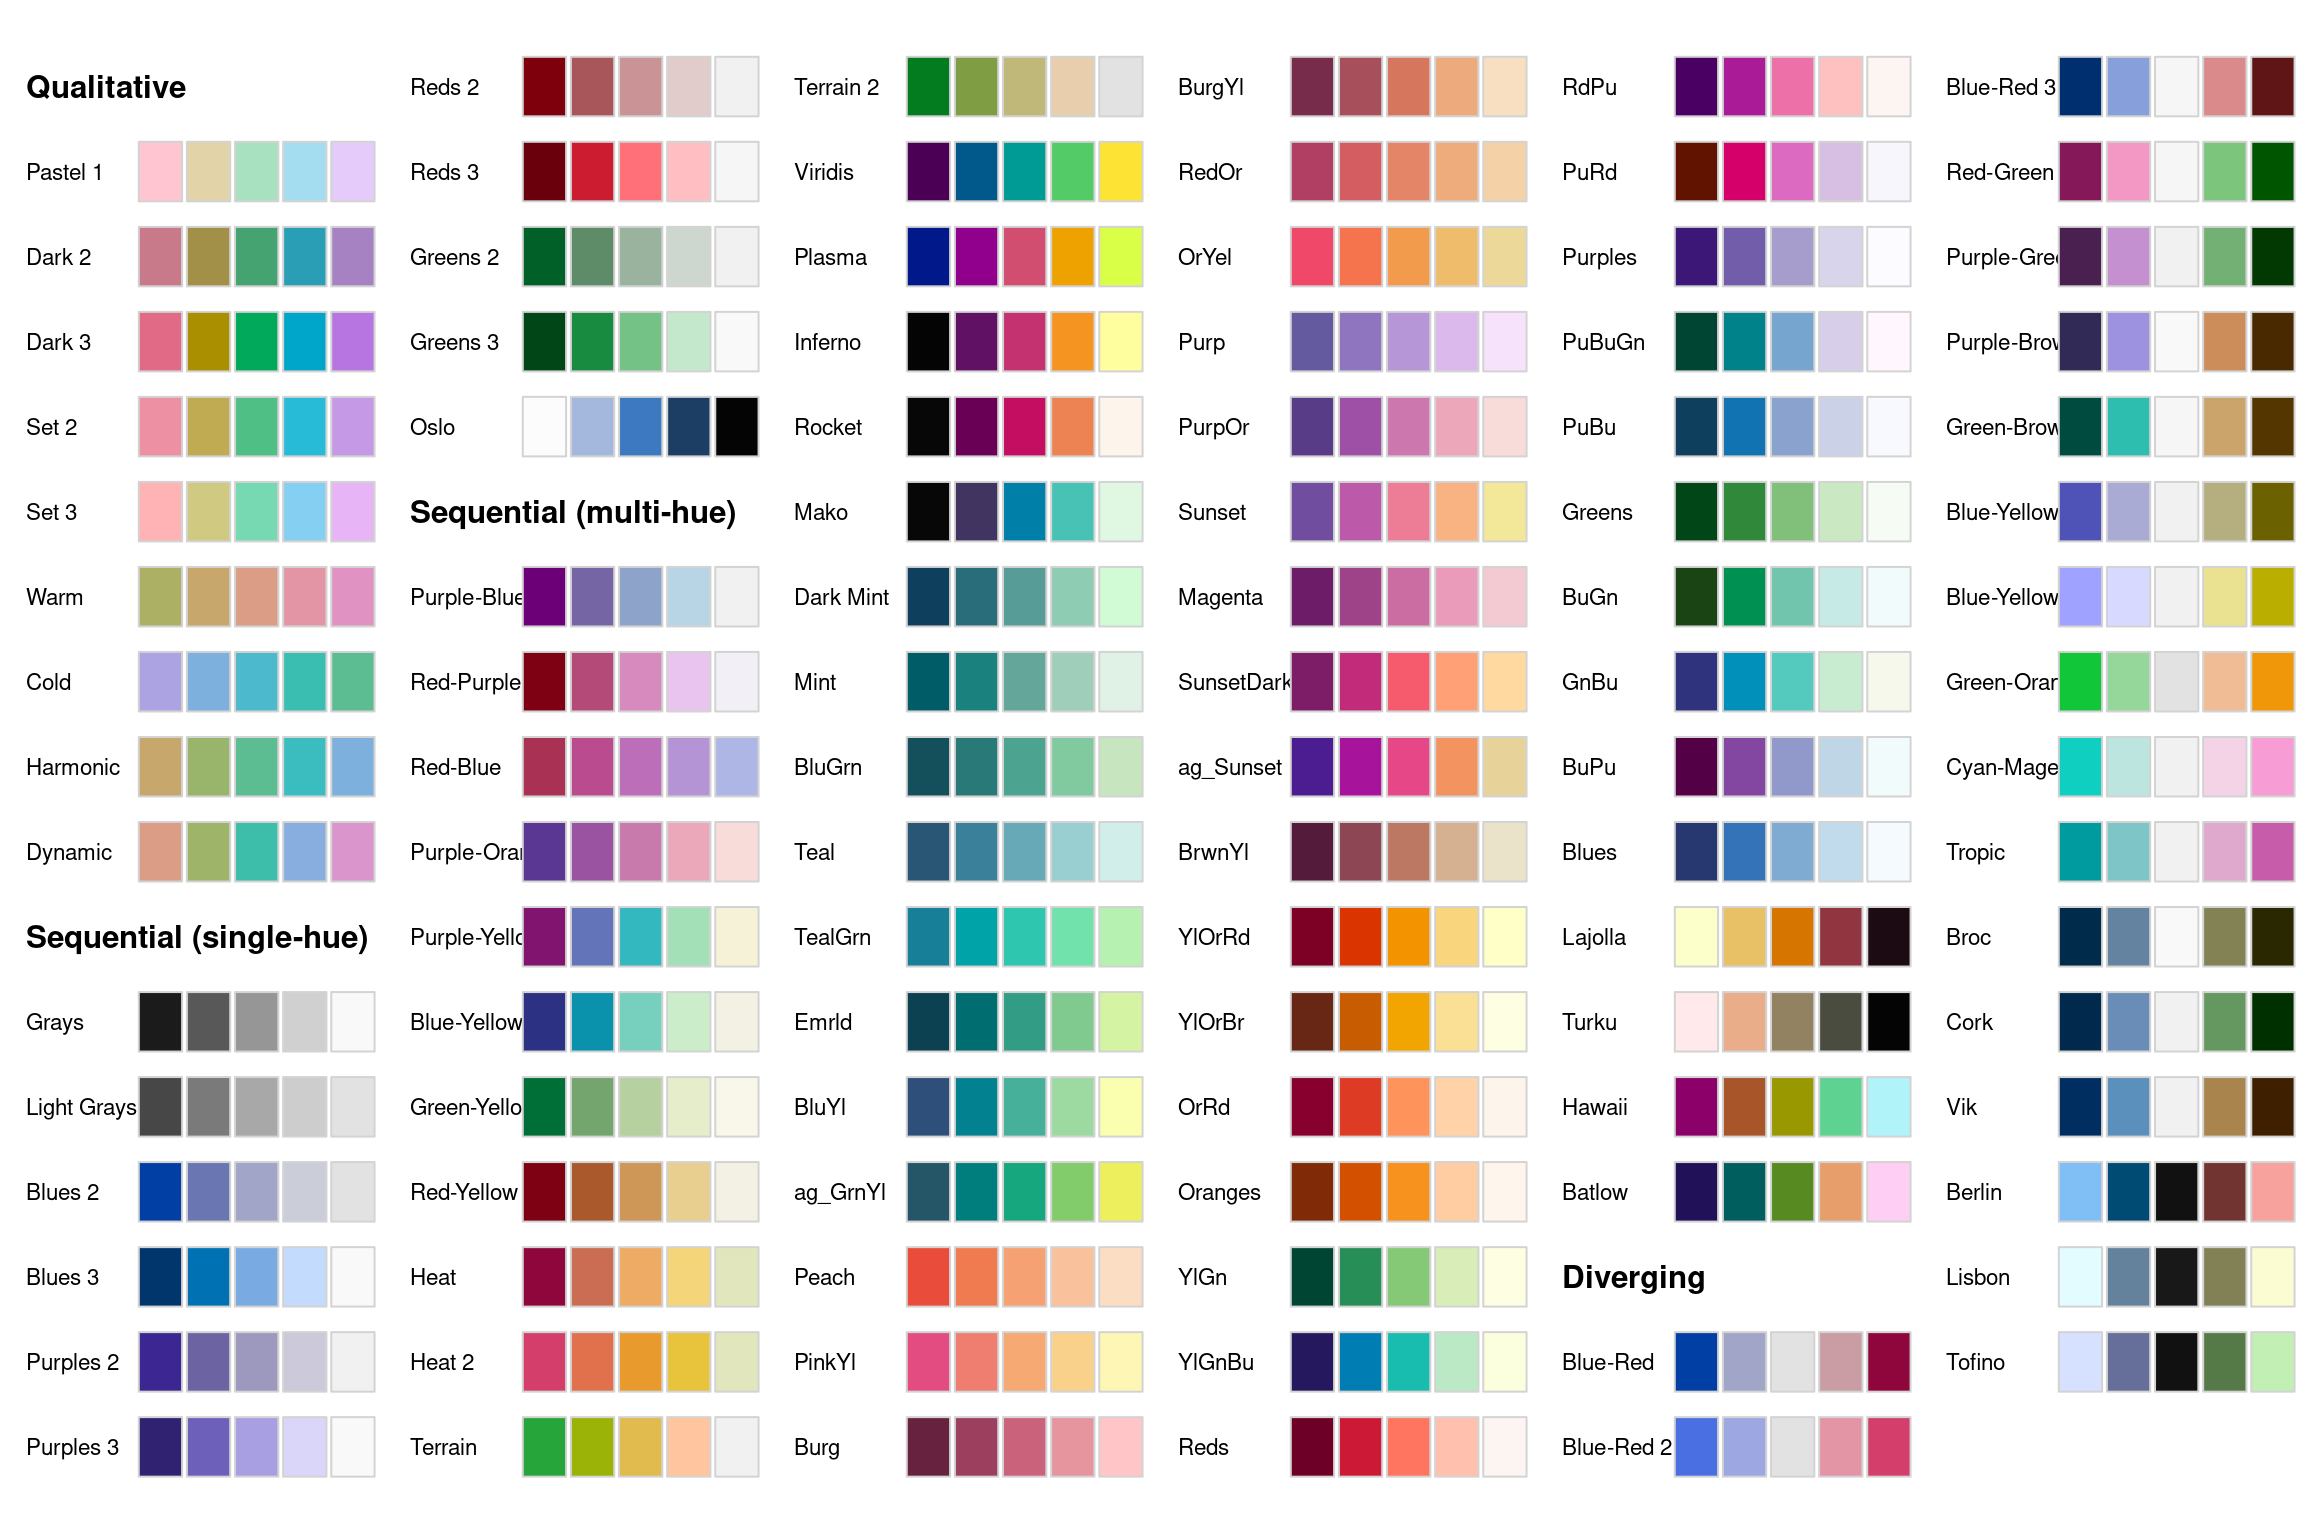 Qualitative
Pastel 1
Dark 2
Dark 3
Set 2
Set 3
Warm
Cold
Harmonic
Dynamic
Sequential (single-hue)
Grays
Light Grays
Blues 2
Blues 3
Purples 2
Purples 3
Reds 2
Reds 3
Greens 2
Greens 3
Oslo
Sequential (multi-hue)
Purple-Blue
Red-Purple
Red-Blue
Purple-Oran
Purple-Yello
Blue-Yellow
Green-Yello
Red-Yellow
Heat
Heat 2
Terrain
Terrain 2
Viridis
Plasma
Inferno
Rocket
Mako
Dark Mint
Mint
BluGrn
Teal
TealGrn
Emrld
BluYl
ag_GrnYl
Peach
PinkYl
Burg
BurgYl
RedOr
OrYel
Purp
PurpOr
Sunset
Magenta
SunsetDark
ag_Sunset
BrwnYl
YlOrRd
YlOrBr
OrRd
Oranges
YlGn
YlGnBu
Reds
RdPu
PuRd
Purples
PuBuGn
PuBu
Greens
BuGn
GnBu
BuPu
Blues
Lajolla
Turku
Hawaii
Batlow
Diverging
Blue-Red
Blue-Red 2
Blue-Red 3
Red-Green
Purple-Gree
Purple-Brow
Green-Brow
Blue-Yellow
Blue-Yellow
Green-Oran
Cyan-Mage
Tropic
Broc
Cork
Vik
Berlin
Lisbon
Tofino